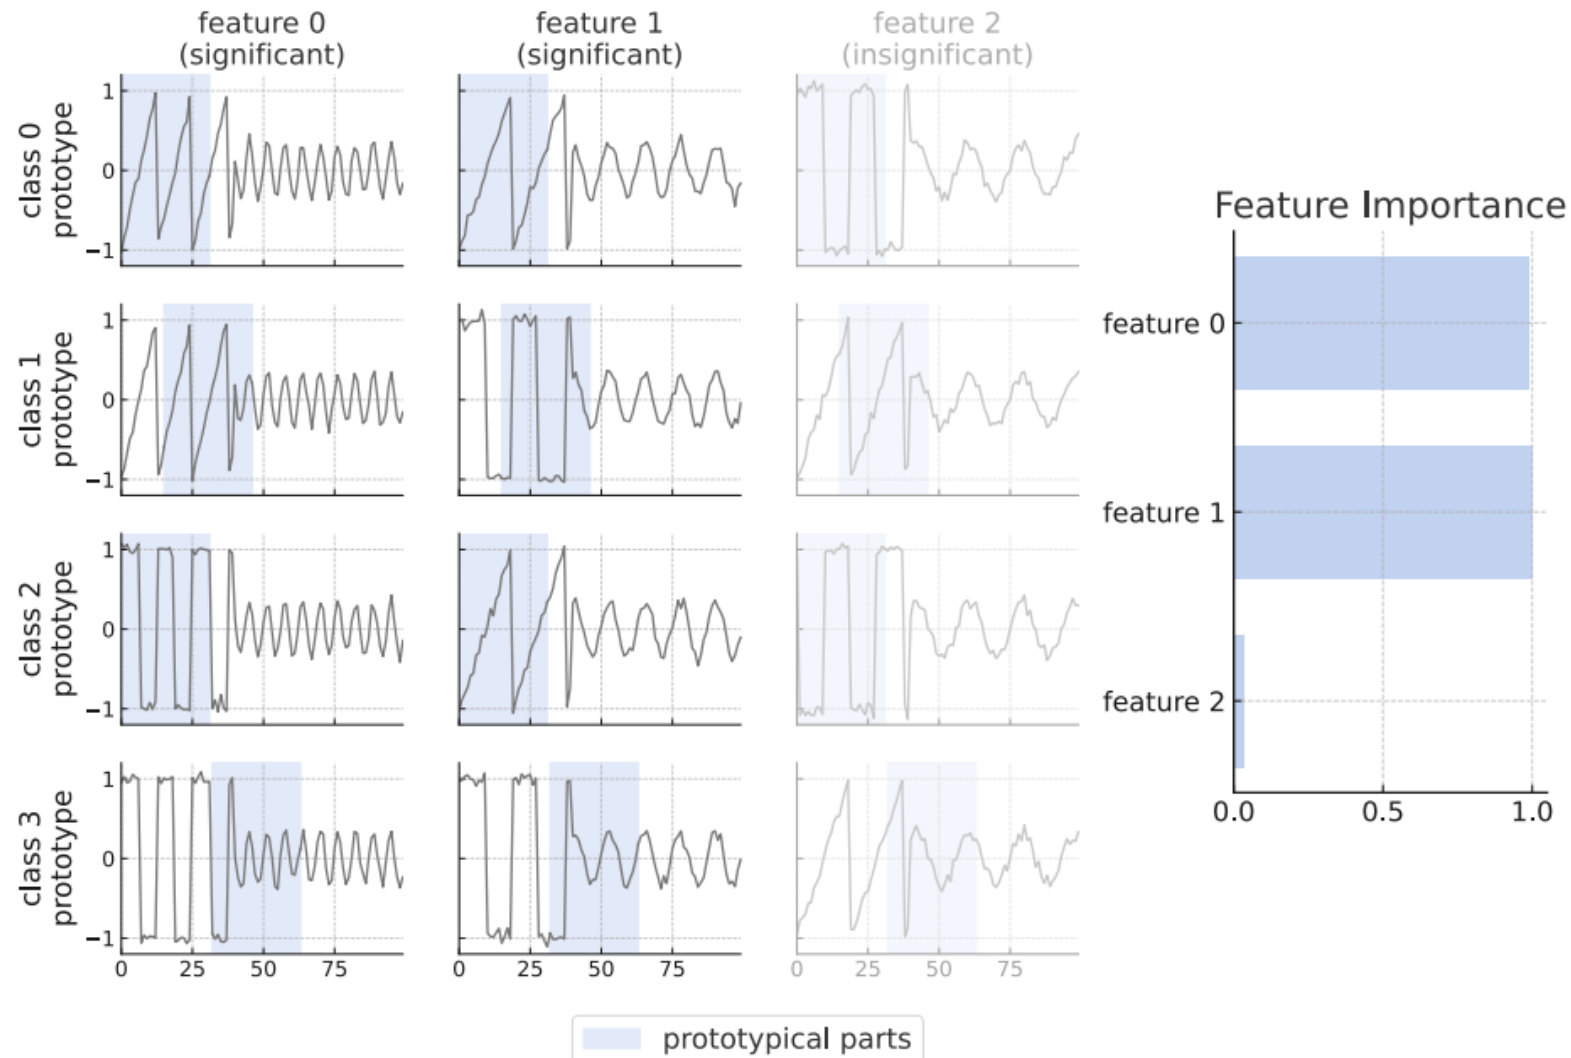 feature 0
(significant)
feature 1
(significant)
feature 2
(insignificant)
class 0
prototype
1
0
−1
class 1
prototype
1
0
−1
class 2
prototype
1
0
−1
class 3
prototype
1
0
−1
0 25 50 75
0 25 50 75
0 25 50 75
prototypical parts
Feature Importance
feature 0
feature 1
feature 2
0.0 0.5 1.0